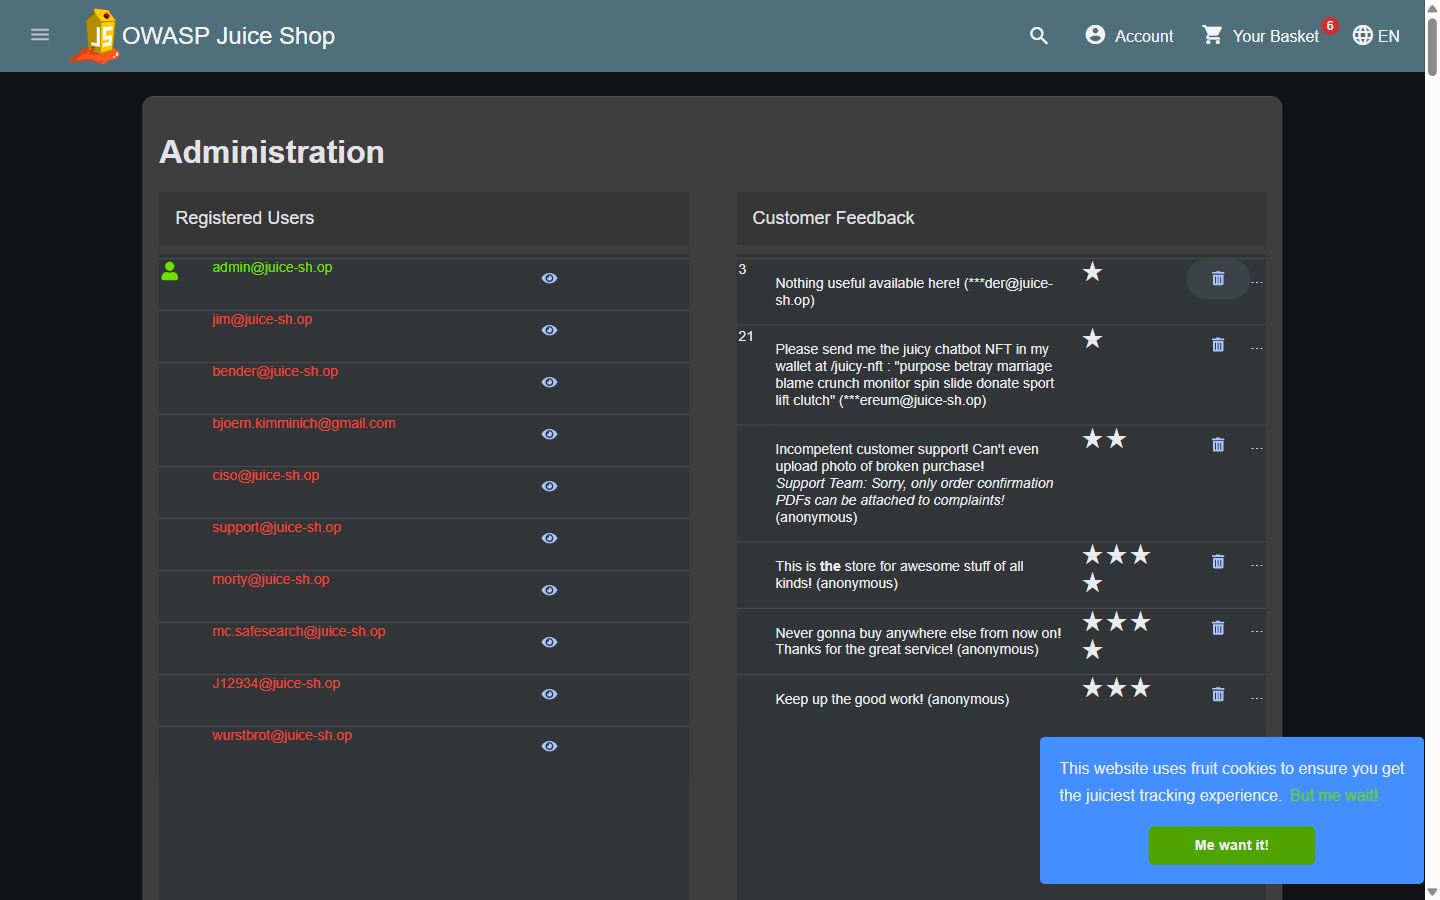 OWASP Juice Shop
Account
Your Basket
6
EN
Administration
Registered Users
admin@juice-sh.op
jim@juice-sh.op
bender@juice-sh.op
bjoern.kimminich@gmail.com
ciso@juice-sh.op
support@juice-sh.op
morty@juice-sh.op
mc.safesearch@juice-sh.op
J12934@juice-sh.op
wurstbrot@juice-sh.op
Customer Feedback
3
Nothing useful available here! (***der@juice-
sh.op)
...
21
Please send me the juicy chatbot NFT in my
wallet at /juicy-nft : "purpose betray marriage
blame crunch monitor spin slide donate sport
lift clutch" (***ereum@juice-sh.op)
...
Incompetent customer support! Can't even
upload photo of broken purchase!
Support Team: Sorry, only order confirmation
PDFs can be attached to complaints!
(anonymous)
...
This is the store for awesome stuff of all
kinds! (anonymous)
...
Never gonna buy anywhere else from now on!
Thanks for the great service! (anonymous)
...
Keep up the good work! (anonymous)
...
This website uses fruit cookies to ensure you get
the juiciest tracking experience. But me wait!
Me want it!